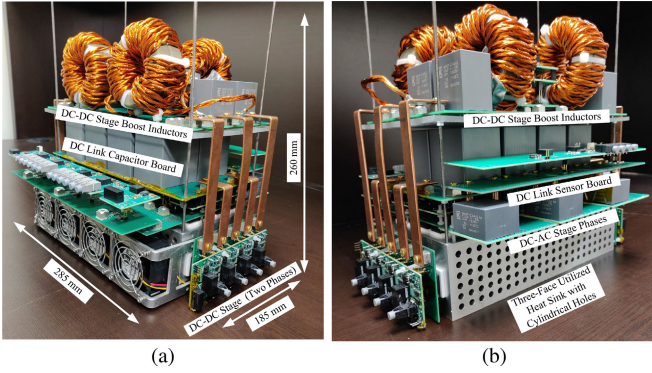 DC-DC Stage Boost Inductors
DC Link Capacitor Board
260 mm
285 mm
DC-DC Stage (Two Phases)
185 mm
(a)
DC-DC Stage Boost Inductors
DC Link Sensor Board
DC-AC Stage Phases
Three-Face Utilized
Heat Sink with
Cylindrical Holes
(b)